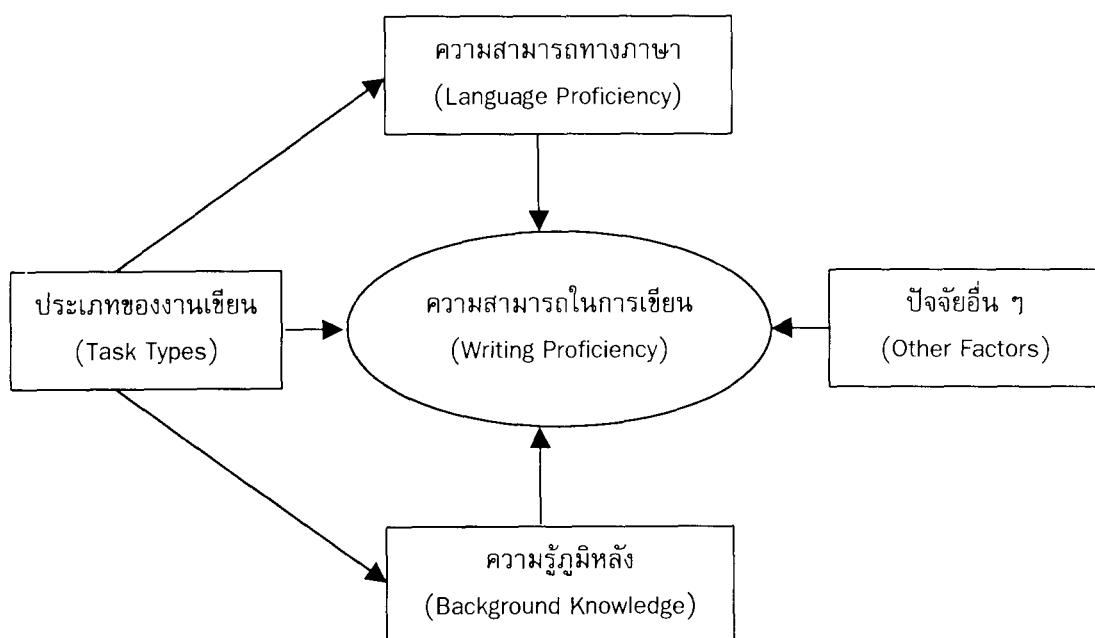 ความสามารถทางภาษา
(Language Proficiency)
ประเภทของงานเขียน
(Task Types)
ความสามารถในการเขียน
(Writing Proficiency)
ปัจจัยอื่น ๆ
(Other Factors)
ความรู้ภูมิหลัง
(Background Knowledge)